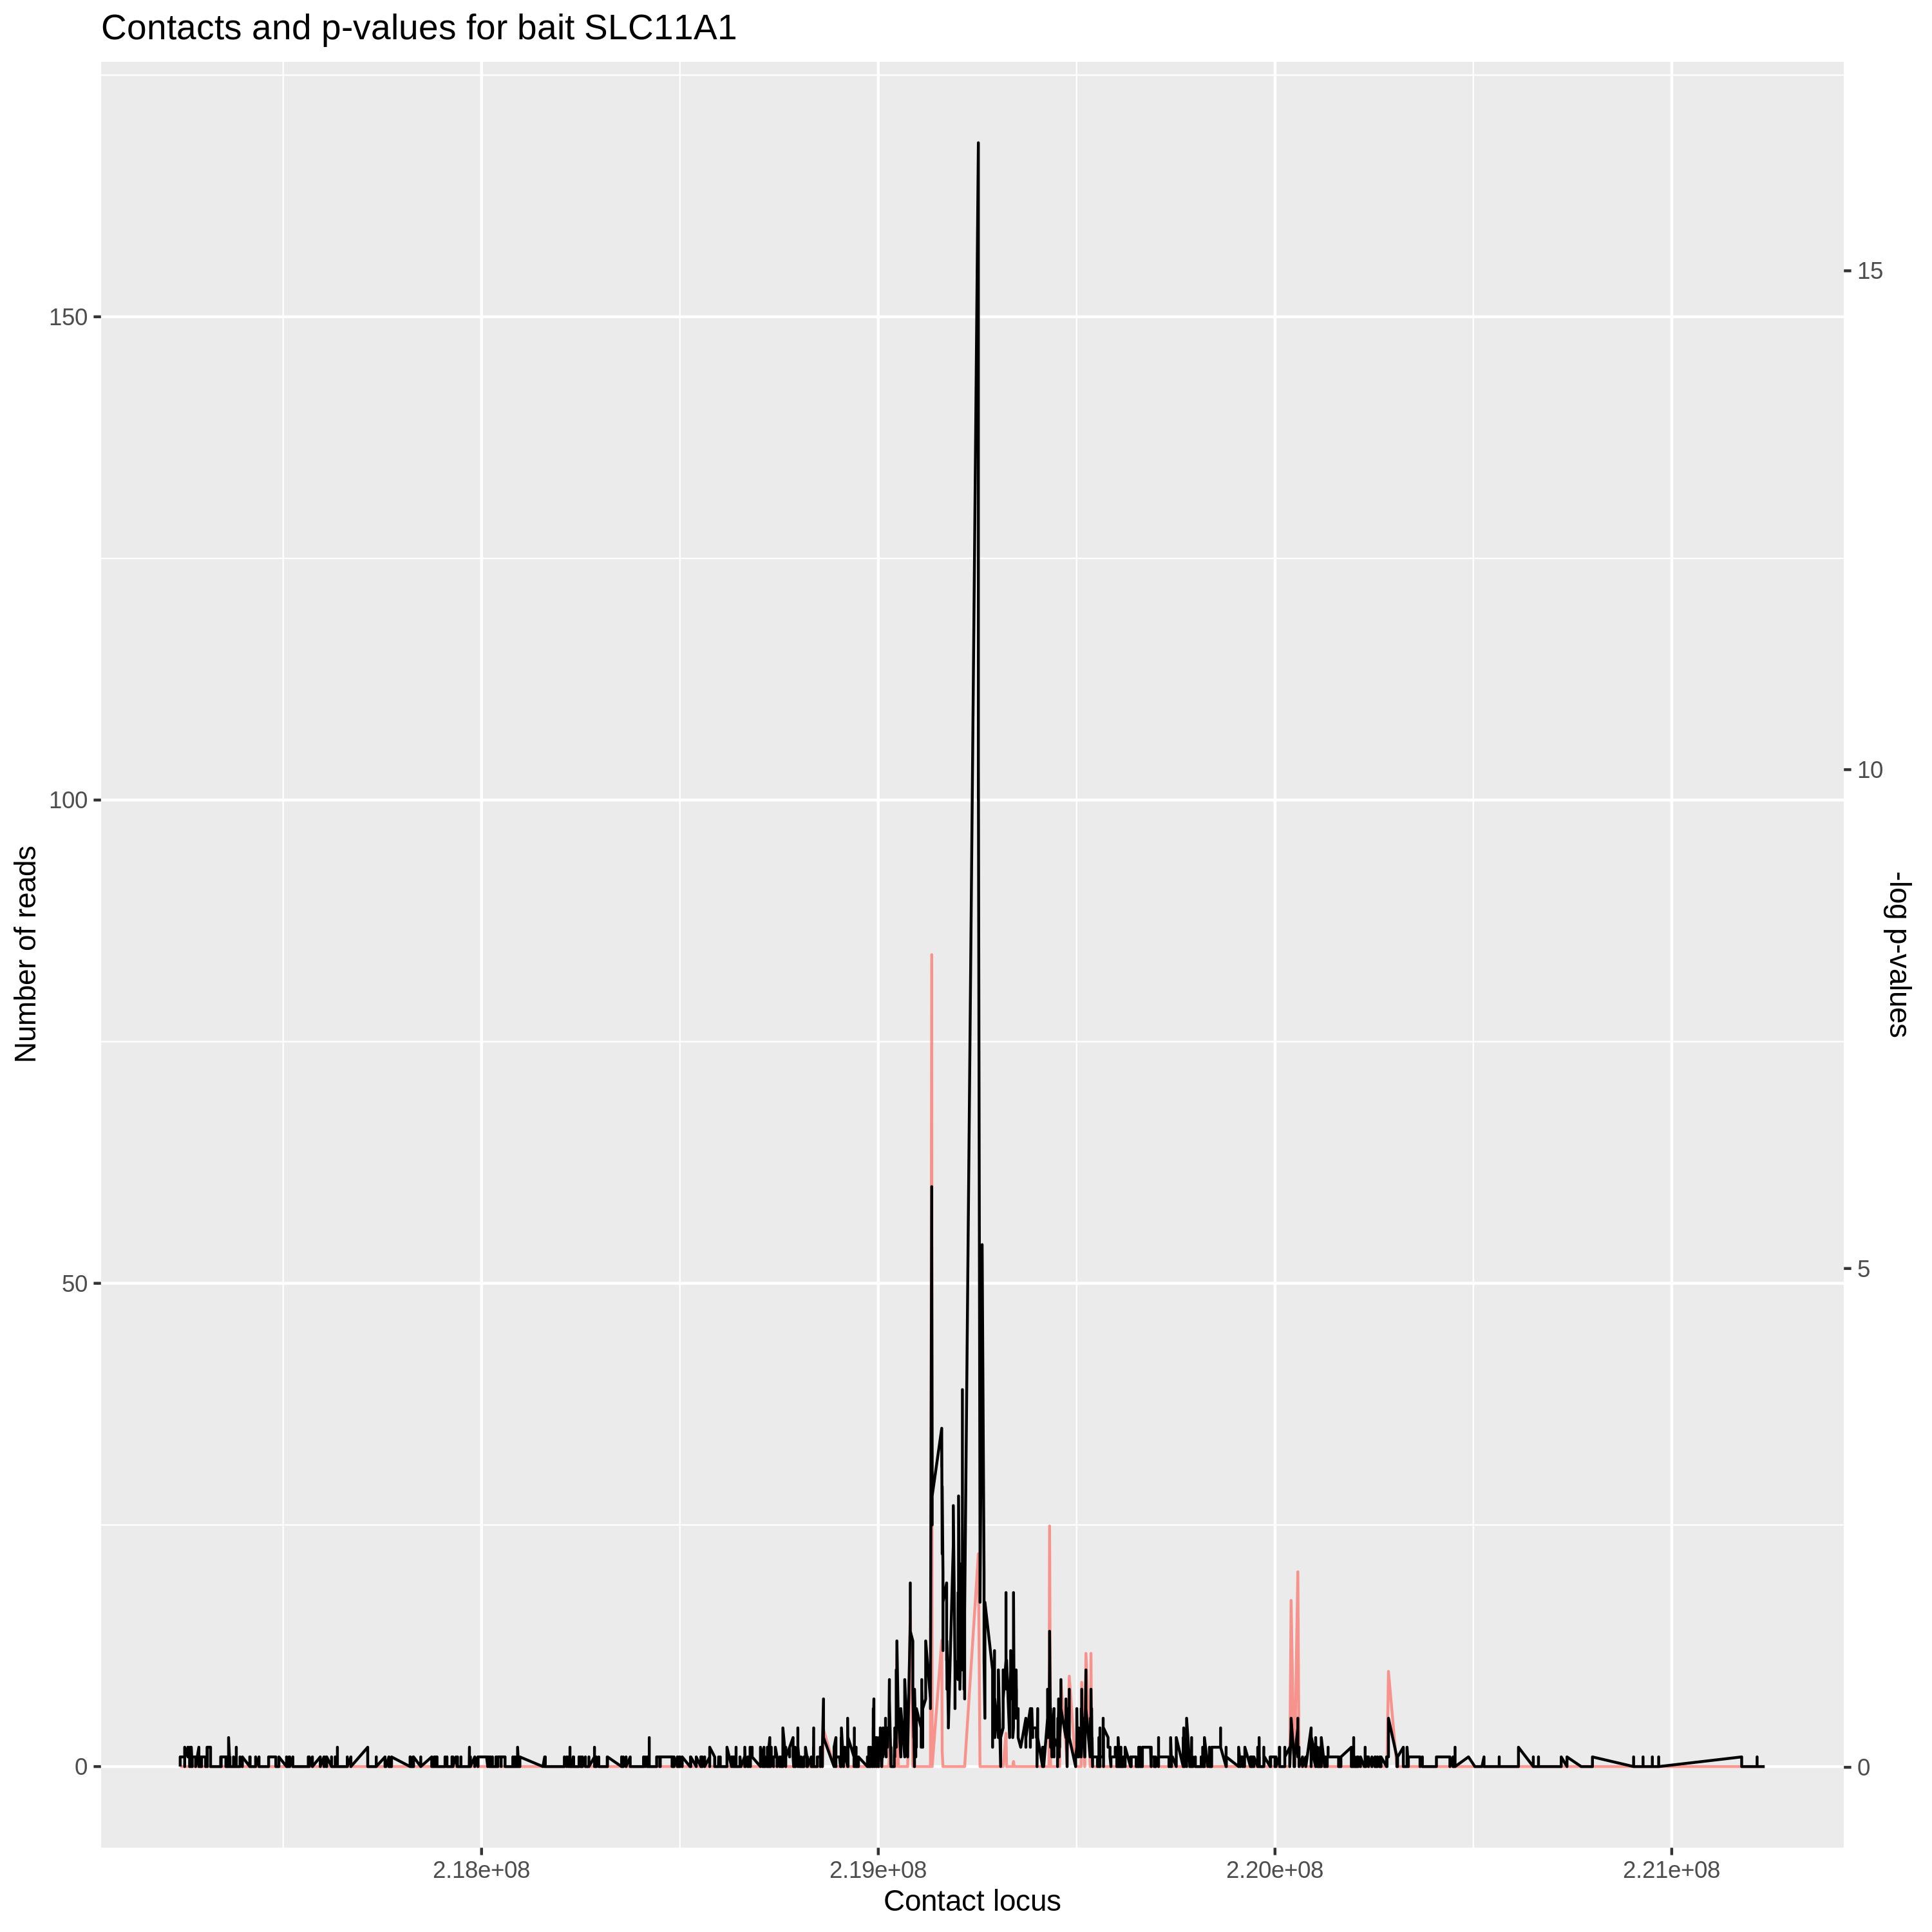 Contacts and p-values for bait SLC11A1
15
150
10
100
Number of reads
-log p-values
5
50
0
0
2.18e+08 2.19e+08 2.20e+08 2.21e+08
Contact locus